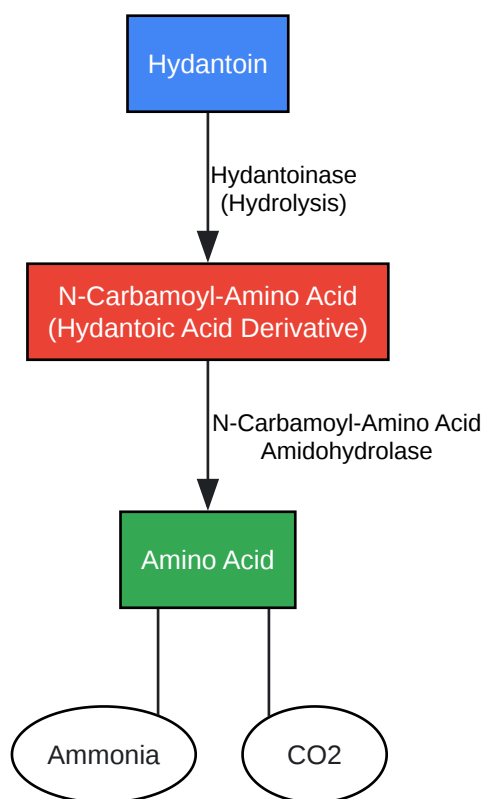 Hydantoin
Hydantoinase
(Hydrolysis)
N-Carbamoyl-Amino Acid
(Hydantoic Acid Derivative)
N-Carbamoyl-Amino Acid
Amidohydrolase
Amino Acid
Ammonia
CO2